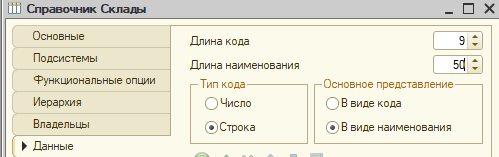 Справочник Склады
Основные
Подсистемы
Функциональные опции
Иерархия
Владельцы
Данные
Длина кода 9
Длина наименования 50
Тип кода
Число
Строка
Основное представление
В виде кода
В виде наименования